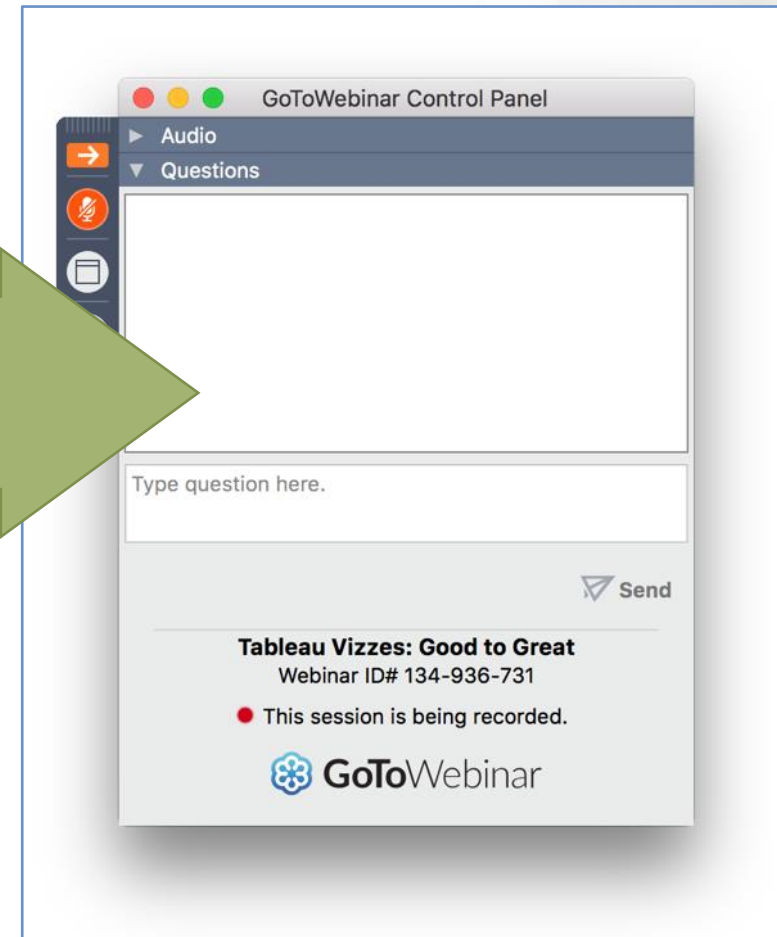 GoToWebinar Control Panel
Audio
Questions
Type question here.
Send
Tableau Vizzes: Good to Great
Webinar ID# 134-936-731
This session is being recorded.
GoToWebinar